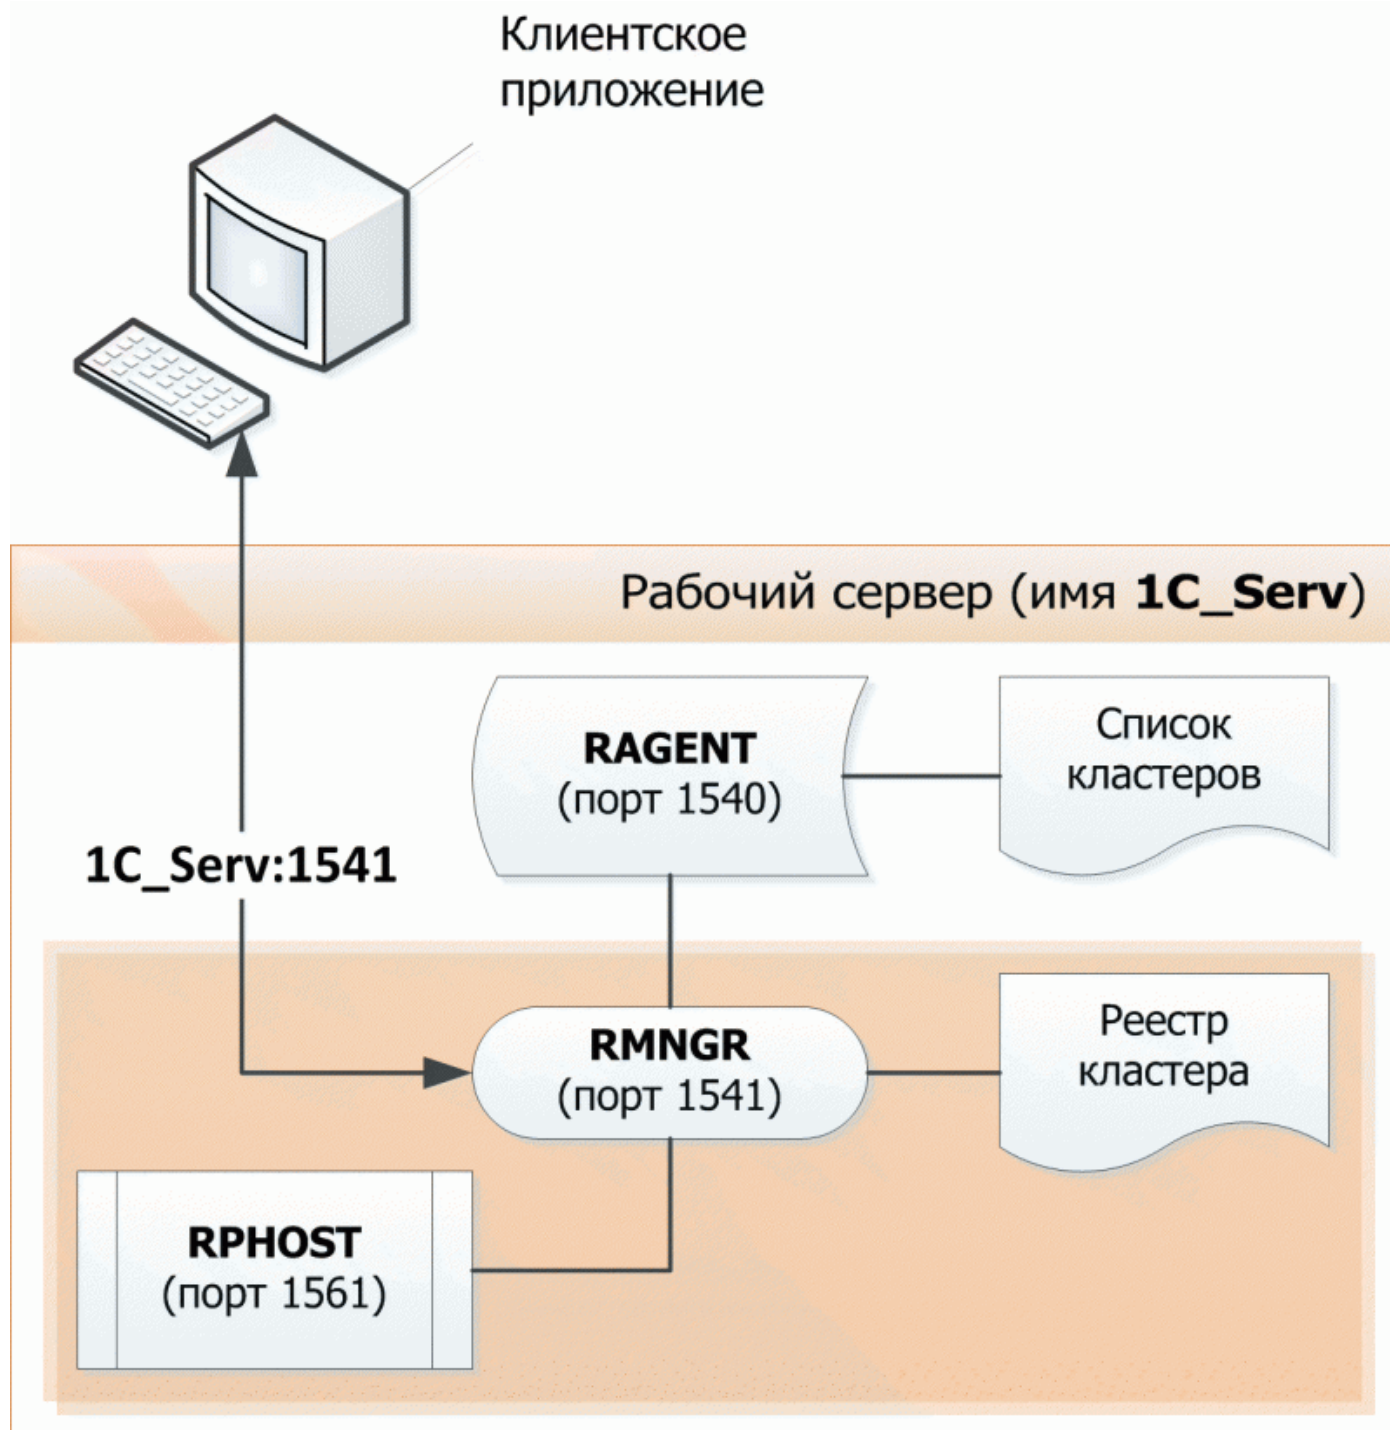 Клиентское
приложение
Рабочий сервер (имя 1C_Serv)
RAGENT
(порт 1540)
Список
кластеров
1C_Serv:1541
RMNGR
(порт 1541)
Реестр
кластера
RPHOST
(порт 1561)